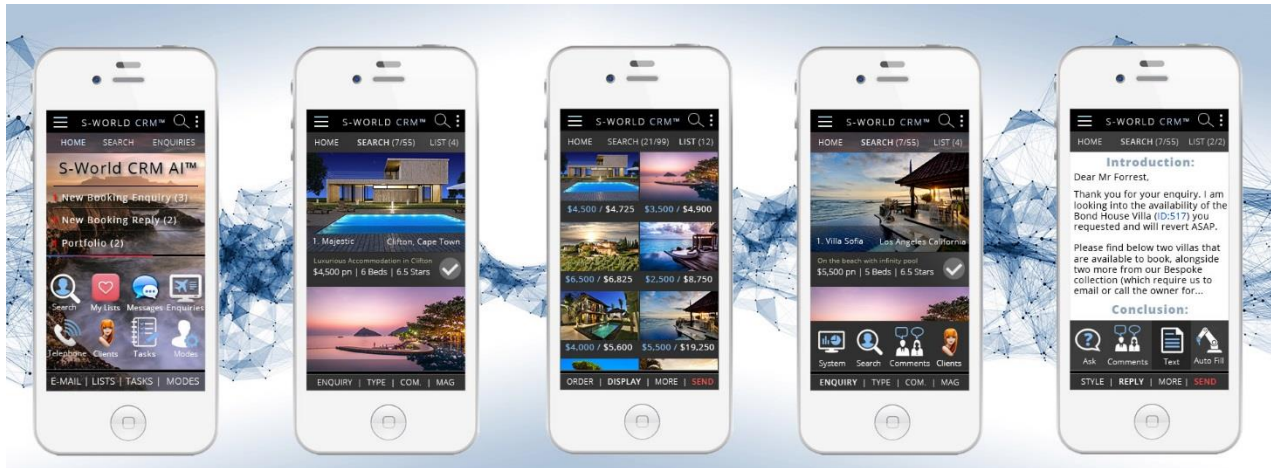 S-WORLD CRM™
HOME SEARCH ENQUIRIES
S-World CRM AI™
New Booking Enquiry (3)
New Booking Reply (2)
Portfolio (2)
Search My Lists Messages Enquiries
Telephone Clients Tasks Modes
E-MAIL | LISTS | TASKS | MODES
S-WORLD CRM™
HOME SEARCH (7/55) LIST (4)
1. Majestic Clifton, Cape Town
Luxurious Accommodation in Clifton
$4,500 pn | 6 Beds | 6.5 Stars
ENQUIRY | TYPE | COM. | MAG
S-WORLD CRM™
HOME SEARCH (21/99) LIST (12)
$4,500 / $4,725 $3,500 / $4,900
$6,500 / $6,825 $2,500 / $8,750
$4,000 / $5,600 $5,500 / $19,250
ORDER | DISPLAY | MORE | SEND
S-WORLD CRM™
HOME SEARCH (7/55) LIST (4)
1. Villa Sofia Los Angeles California
On the beach with infinity pool
$5,500 pn | 5 Beds | 6.5 Stars
System Search Comments Clients
ENQUIRY | TYPE | COM. | MAG
S-WORLD CRM™
HOME SEARCH (7/55) LIST (2/2)
Introduction:
Dear Mr Forrest,
Thank you for your enquiry. I am
looking into the availability of the
Bond House Villa (iD:517) you
requested and will revert ASAP.
Please find below two villas that
are available to book, alongside
two more from our Bespoke
collection (which require us to
email or call the owner for...
Conclusion:
Ask Comments Text Auto Fill
STYLE | REPLY | MORE | SEND